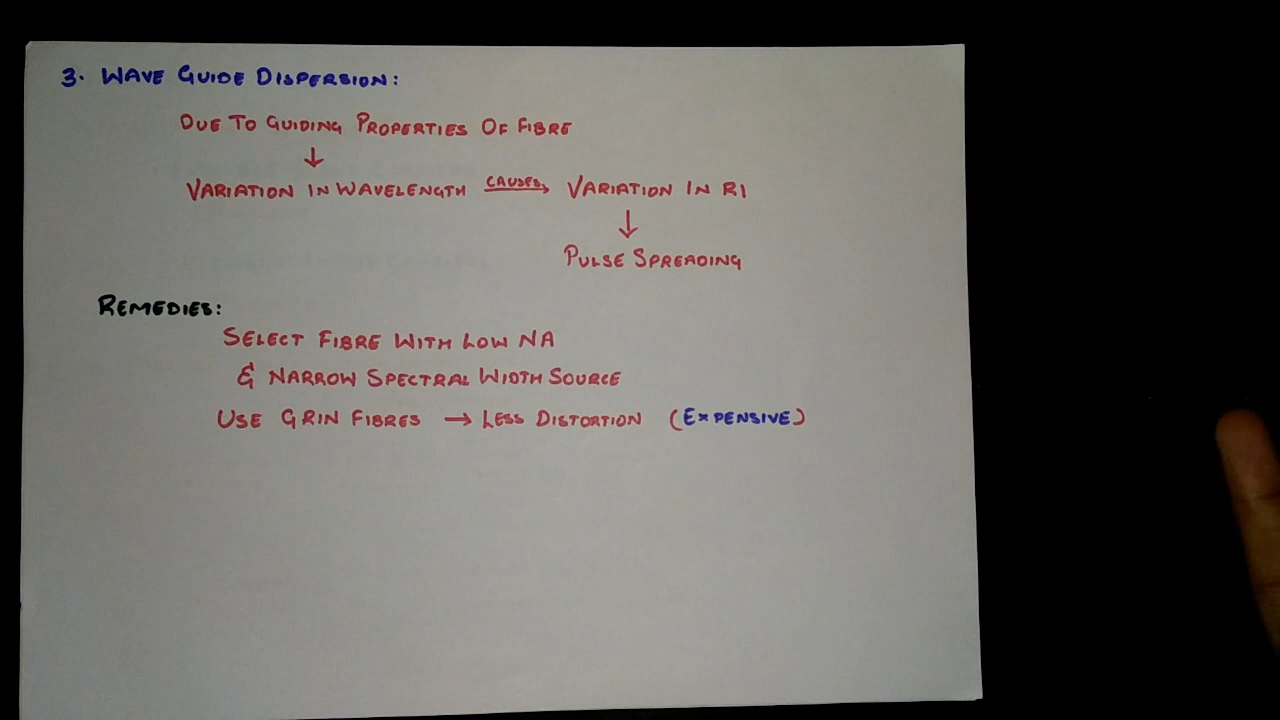 3. WAVE GUIDE DISPERSION:
DUE TO GUIDING PROPERTIES OF FIBRE
↓
VARIATION IN WAVELENGTH CAUSES→ VARIATION IN RI
↓
PULSE SPREADING
REMEDIES:
SELECT FIBRE WITH LOW NA
& NARROW SPECTRAL WIDTH SOURCE
USE GRIN FIBRES → LESS DISTORTION (EXPENSIVE)